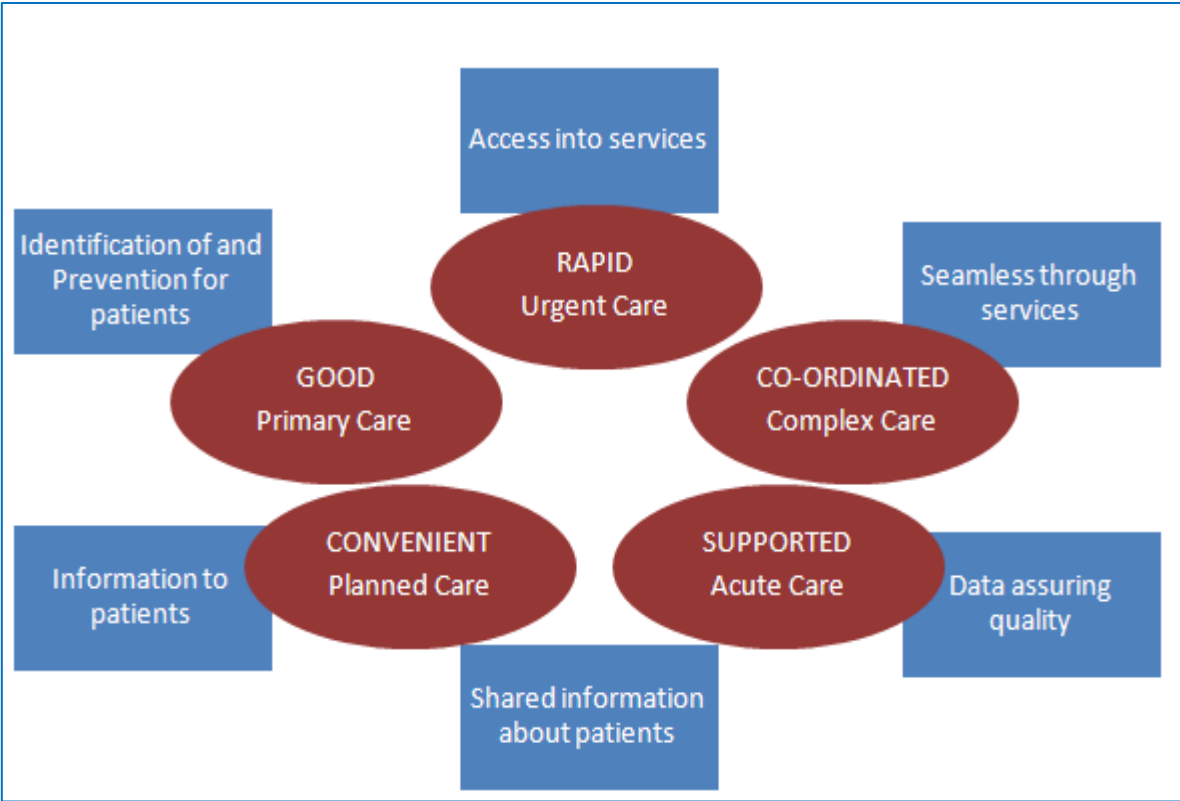 Access into services
Identification of and
Prevention for
patients
RAPID
Urgent Care
Seamless through
services
GOOD
Primary Care
CO-ORDINATED
Complex Care
CONVENIENT
Planned Care
SUPPORTED
Acute Care
Information to
patients
Data assuring
quality
Shared information
about patients